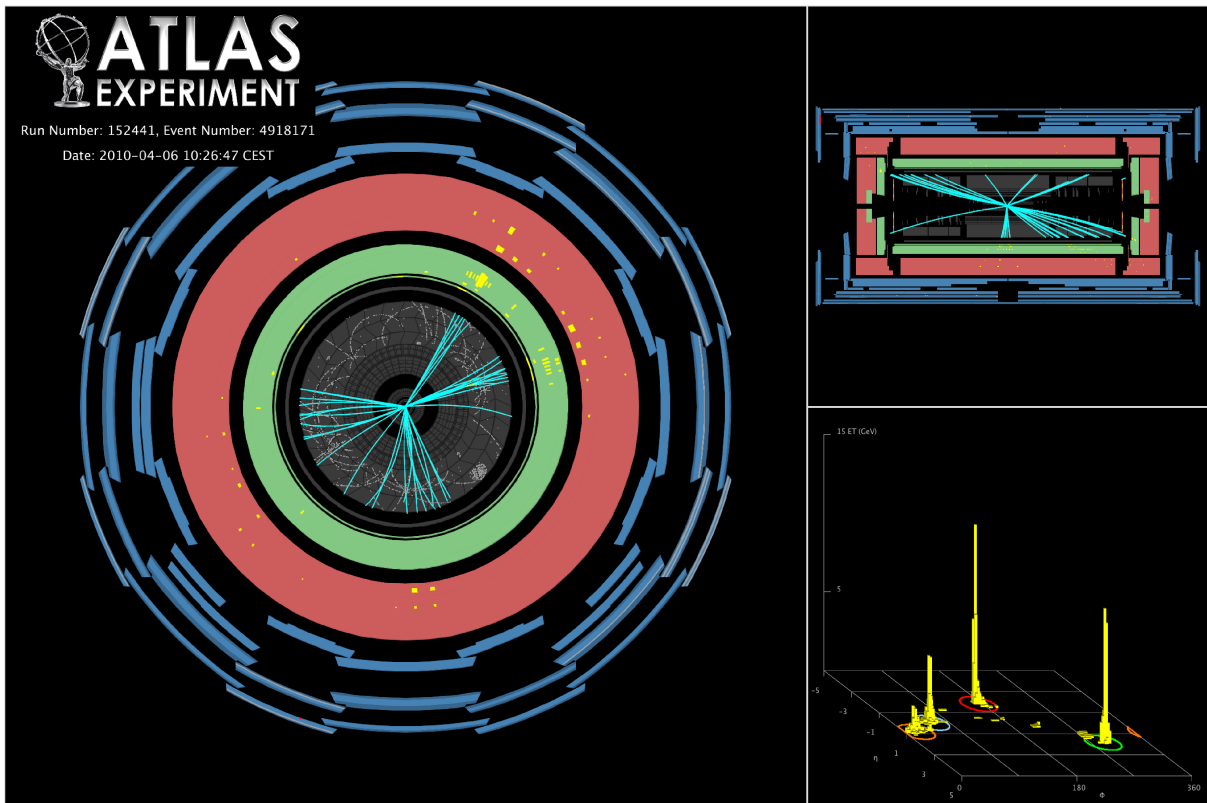 ATLAS
EXPERIMENT
Run Number: 152441, Event Number: 4918171
Date: 2010-04-06 10:26:47 CEST
15 ET (GeV)
5
-5
-3
-1
1
3
5
η
0
180
360
Φ